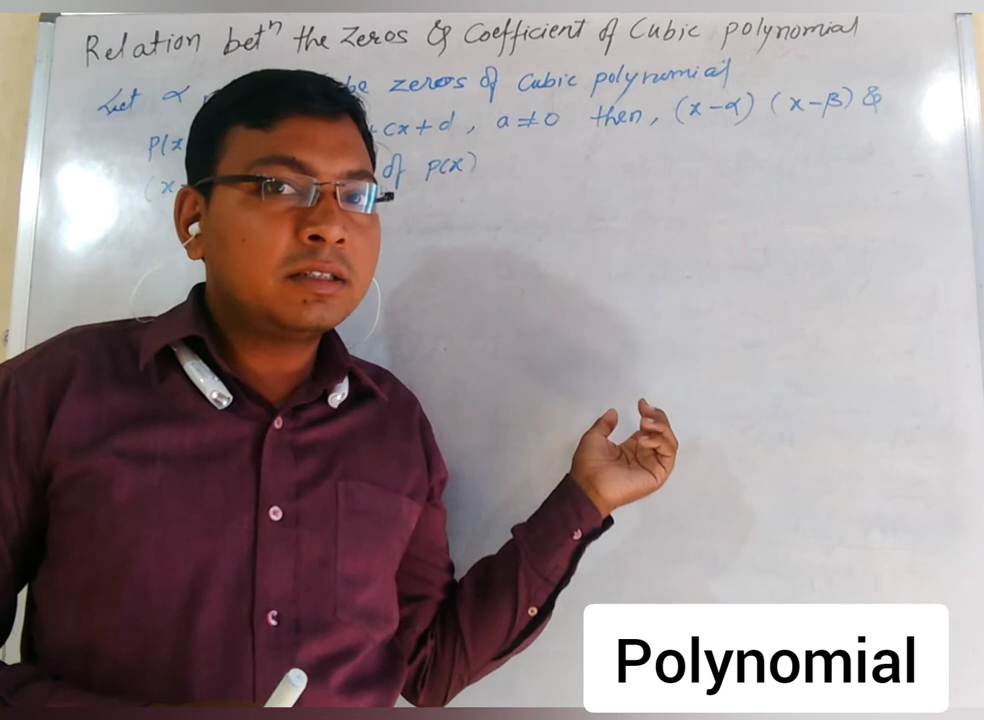 Relation betⁿ the Zeros & Coefficient of Cubic polynomial
Let α be zeros of Cubic polynomial
P(x Cx + d , a ≠ 0 then, (x-α) (x-β) &
(x of P(x)
Polynomial